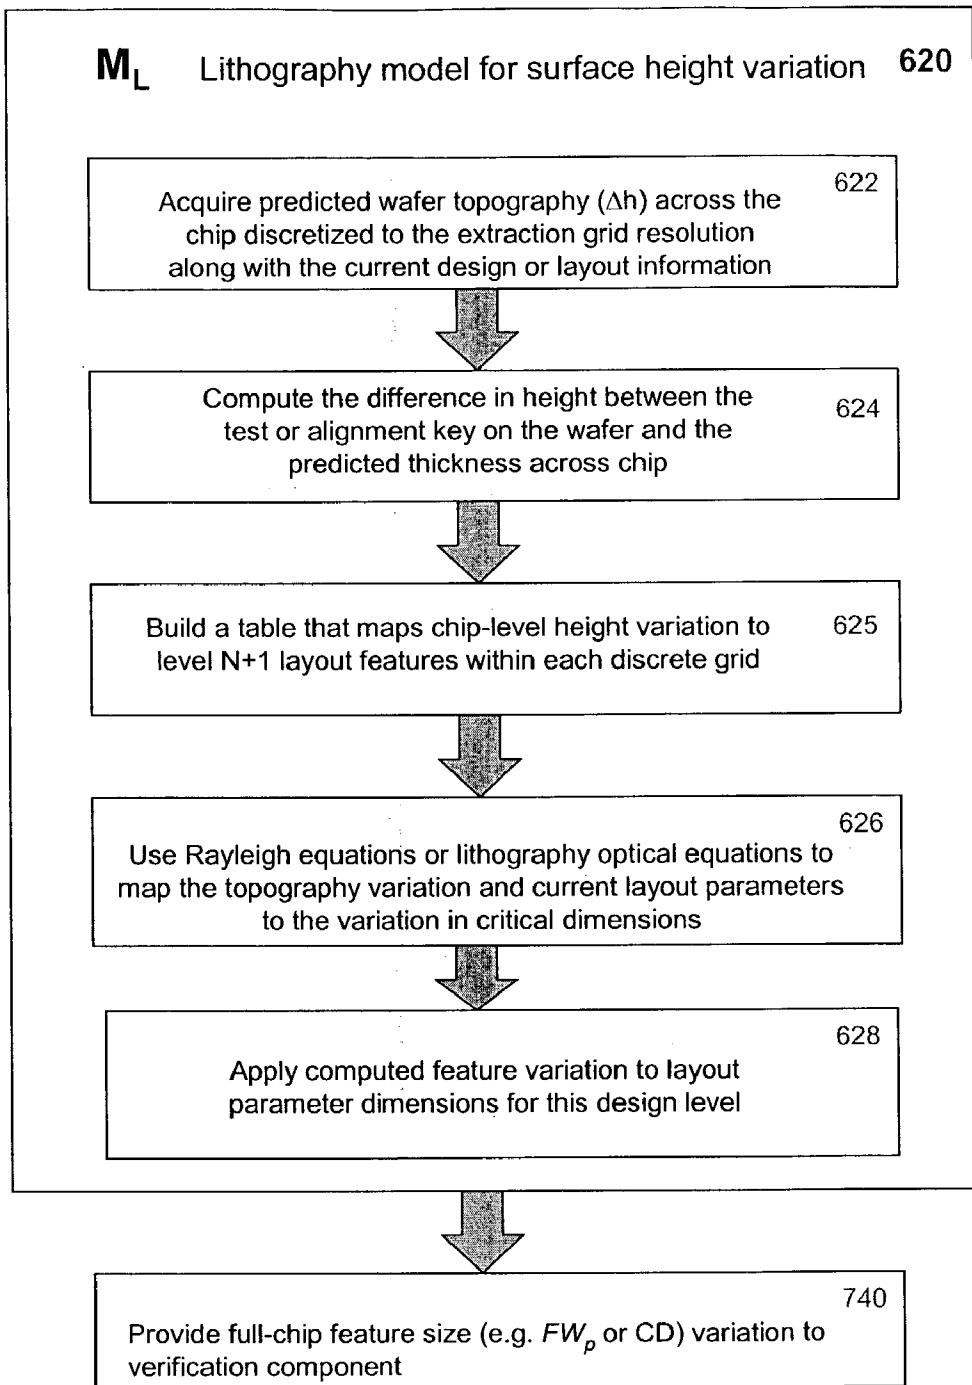 M_L Lithography model for surface height variation 620
622
Acquire predicted wafer topography (Δh) across the
chip discretized to the extraction grid resolution
along with the current design or layout information
Compute the difference in height between the
test or alignment key on the wafer and the
predicted thickness across chip
624
Build a table that maps chip-level height variation to
level N+1 layout features within each discrete grid
625
626
Use Rayleigh equations or lithography optical equations to
map the topography variation and current layout parameters
to the variation in critical dimensions
628
Apply computed feature variation to layout
parameter dimensions for this design level
740
Provide full-chip feature size (e.g. FW_p or CD) variation to
verification component